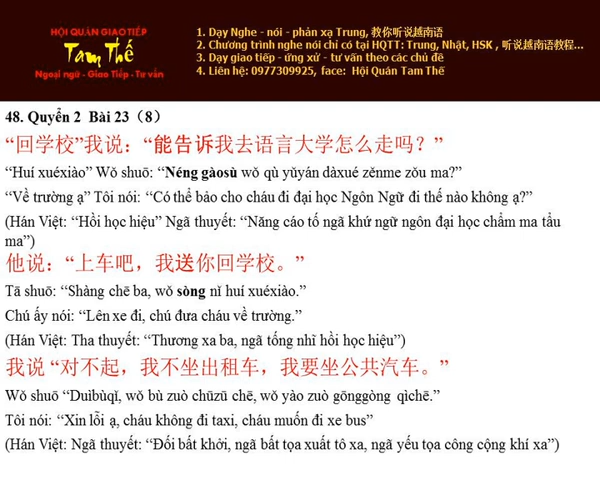 HỘI QUÁN GIAO TIẾP
Tam Thế
Ngoại ngữ - Giao Tiếp - Tư vấn
1. Dạy Nghe - nói - phản xạ Trung, 教你听说越南语
2. Chương trình nghe nói chỉ có tại HQTT: Trung, Nhật, HSK , 听说越南语教程...
3. Dạy giao tiếp - ứng xử - tư vấn theo các chủ đề
4. Liên hệ: 0977309925, face: Hội Quán Tam Thế
48. Quyển 2 Bài 23（8）
“回学校”我说：“能告诉我去语言大学怎么走吗？”
“Huí xuéxiào” Wǒ shuō: “Néng gàosù wǒ qù yǔyán dàxué zěnme zǒu ma?”
“Về trường ạ” Tôi nói: “Có thể bảo cho cháu đi đại học Ngôn Ngữ đi thế nào không ạ?”
(Hán Việt: “Hồi học hiệu” Ngã thuyết: “Năng cáo tố ngã khứ ngữ ngôn đại học chẩm ma tẩu
ma”)
他说：“上车吧，我送你回学校。”
Tā shuō: “Shàng chē ba, wǒ sòng nǐ huí xuéxiào.”
Chú ấy nói: “Lên xe đi, chú đưa cháu về trường.”
(Hán Việt: Tha thuyết: “Thương xa ba, ngã tống nhĩ hồi học hiệu”)
我说 “对不起，我不坐出租车，我要坐公共汽车。”
Wǒ shuō “Duìbùqǐ, wǒ bù zuò chūzū chē, wǒ yào zuò gōnggòng qìchē.”
Tôi nói: “Xin lỗi ạ, cháu không đi taxi, cháu muốn đi xe bus”
(Hán Việt: Ngã thuyết: “Đối bất khởi, ngã bất tọa xuất tô xa, ngã yếu tọa công cộng khí xa”)